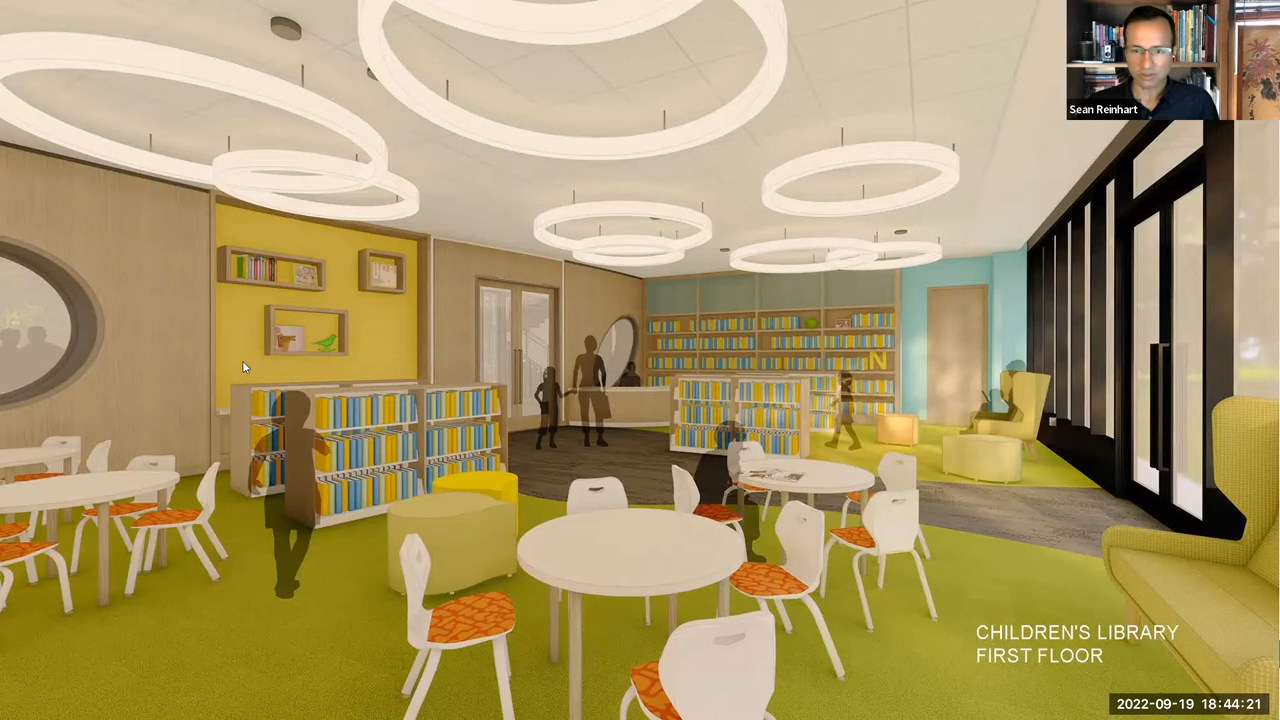 Sean Reinhart
N
CHILDREN'S LIBRARY
FIRST FLOOR
2022-09-19 18:44:21